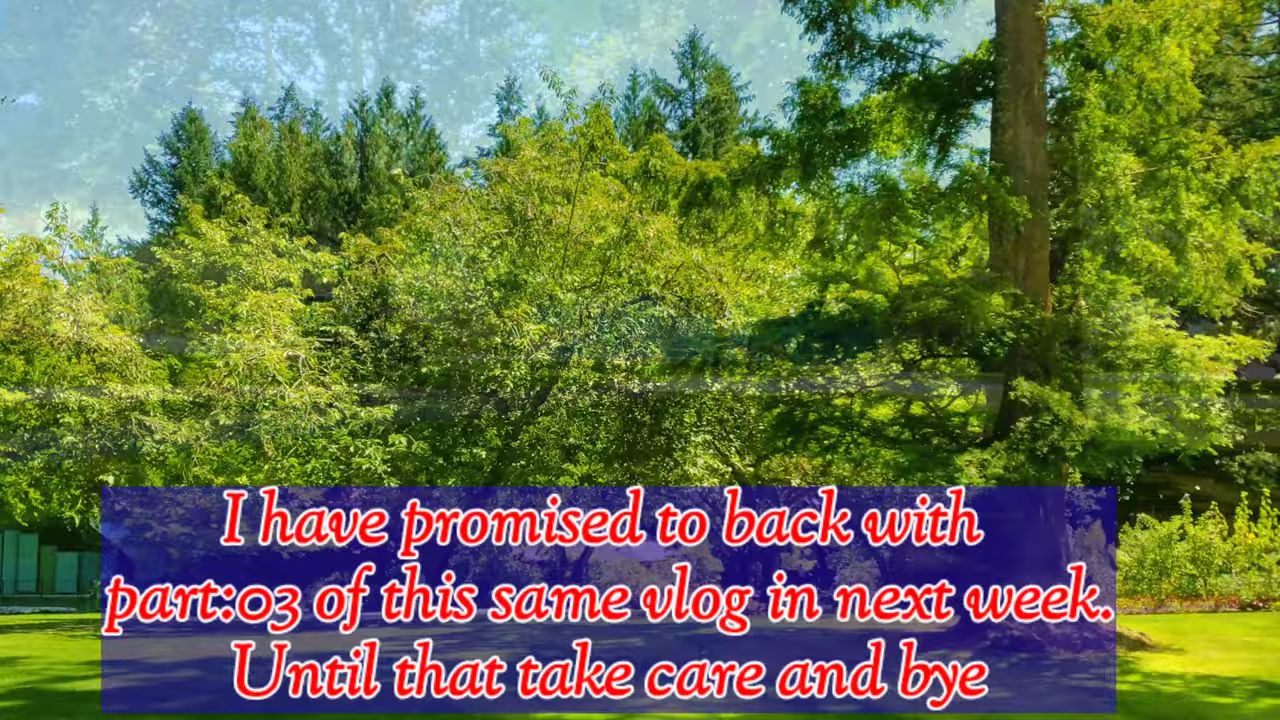 I have promised to back with
part:03 of this same vlog in next week.
Until that take care and bye